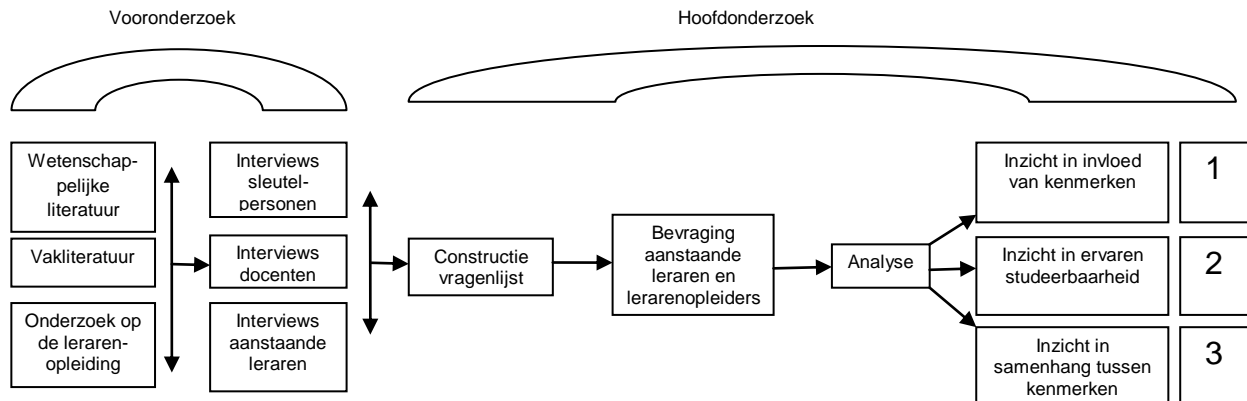 Vooronderzoek
Hoofdonderzoek
Wetenschap-
pelijke
literatuur
Vakliteratuur
Onderzoek op
de leraren-
opleiding
Interviews
sleutel-
personen
Interviews
docenten
Interviews
aanstaande
leraren
Constructie
vragenlijst
Bevraging
aanstaande
leraren en
lerarenopleiders
Analyse
Inzicht in invloed
van kenmerken
1
Inzicht in ervaren
studeerbaarheid
2
Inzicht in
samenhang tussen
kenmerken
3